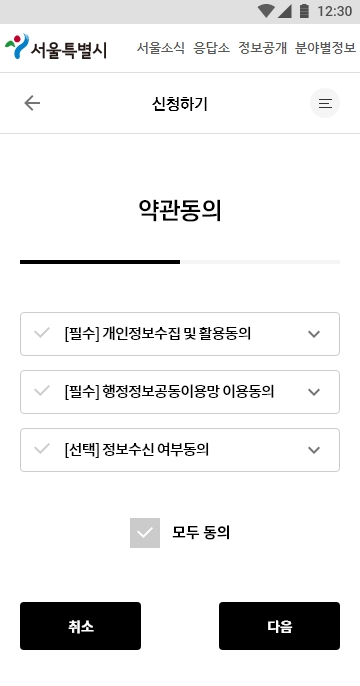 12:30
서울특별시 서울소식 응답소 정보공개 분야별정보
신청하기
약관동의
[필수] 개인정보수집 및 활용동의
[필수] 행정정보공동이용망 이용동의
[선택] 정보수신 여부동의
모두 동의
취소 다음